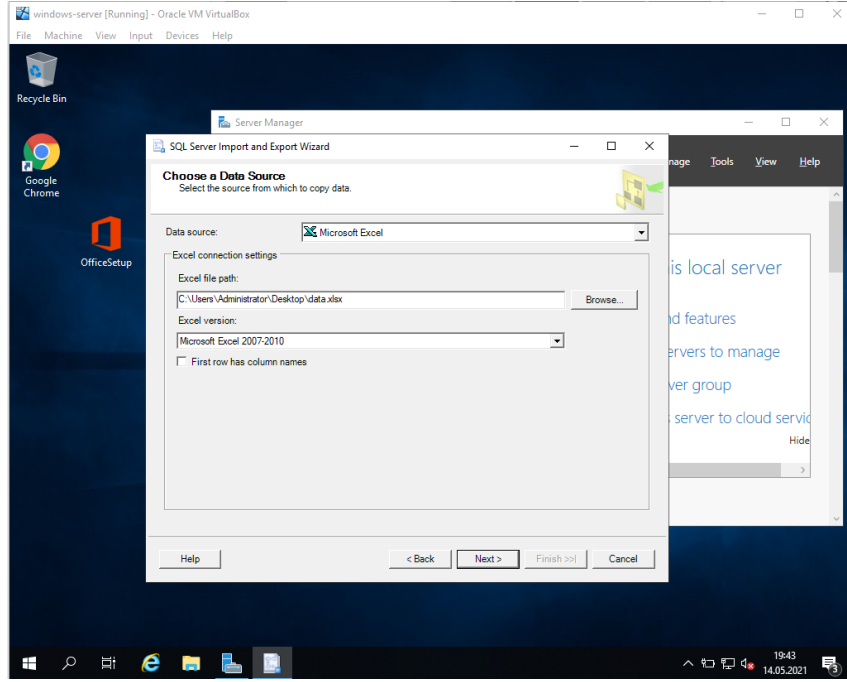 windows-server [Running] - Oracle VM VirtualBox
File Machine View Input Devices Help
Recycle Bin
Google
Chrome
OfficeSetup
Server Manager
nage Tools View Help
SQL Server Import and Export Wizard
Choose a Data Source
Select the source from which to copy data.
Data source: Microsoft Excel
Excel connection settings
Excel file path:
C:\Users\Administrator\Desktop\data.xlsx Browse...
Excel version:
Microsoft Excel 2007-2010
First row has column names
Help < Back Next > Finish >>| Cancel
is local server
nd features
ervers to manage
ver group
server to cloud servic
Hide
19:43
14.05.2021
3